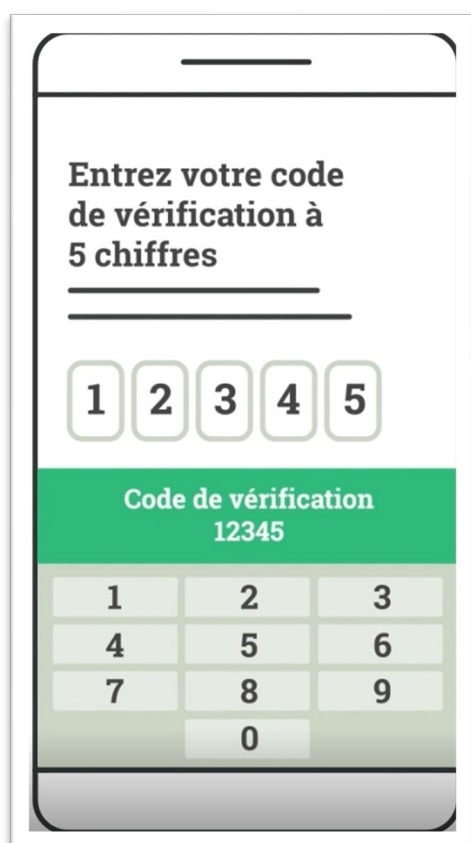 Entrez votre code
de vérification à
5 chiffres
1 2 3 4 5
Code de vérification
12345
1 2 3
4 5 6
7 8 9
0